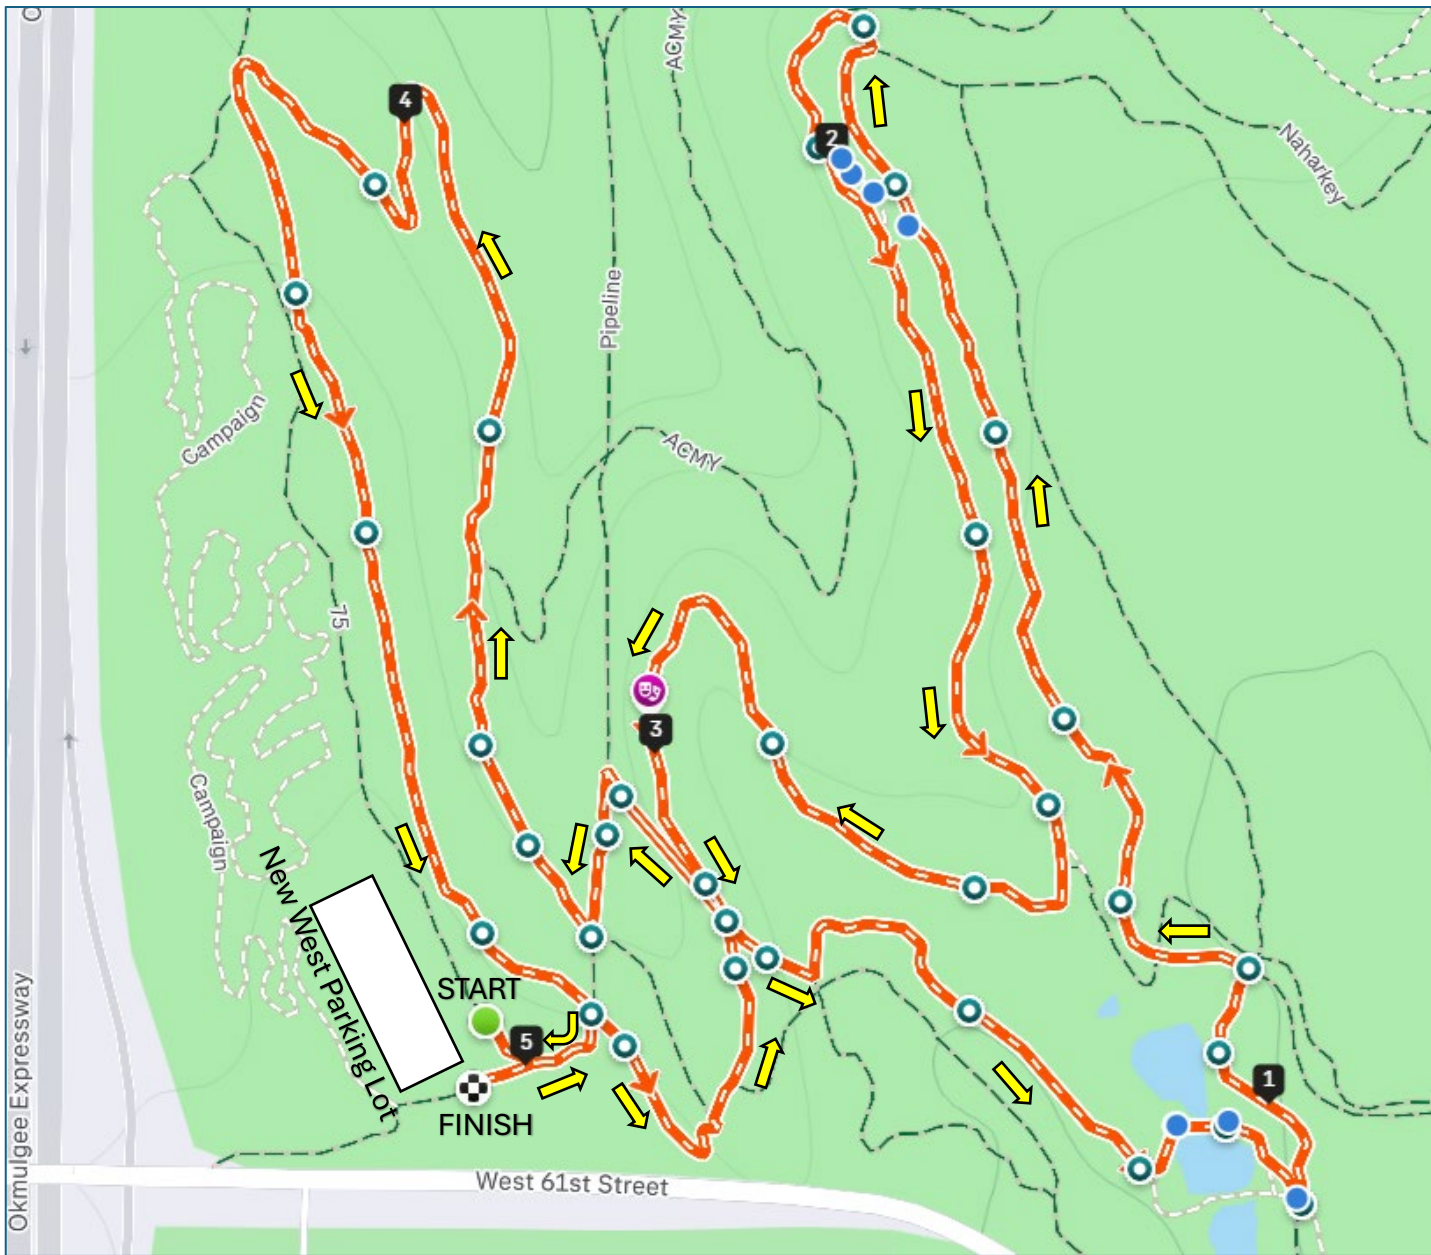 O
ACMY
4
2
Naharkey
Pipeline
Campaign
ACMY
75
3
Campaign
New West Parking Lot
START
5
1
FINISH
Okmulgee Expressway
West 61st Street